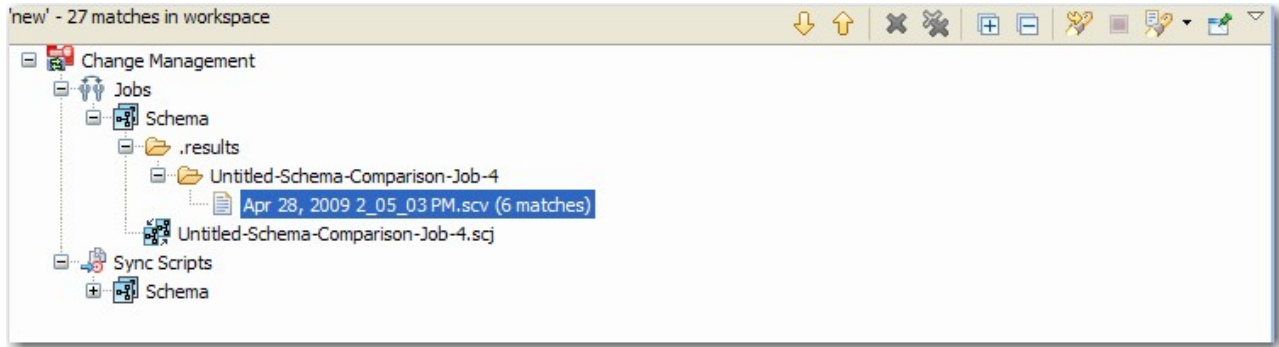 'new' - 27 matches in workspace
Change Management
Jobs
Schema
.results
Untitled-Schema-Comparison-Job-4
Apr 28, 2009 2_05_03 PM.scv (6 matches)
Untitled-Schema-Comparison-Job-4.scj
Sync Scripts
Schema